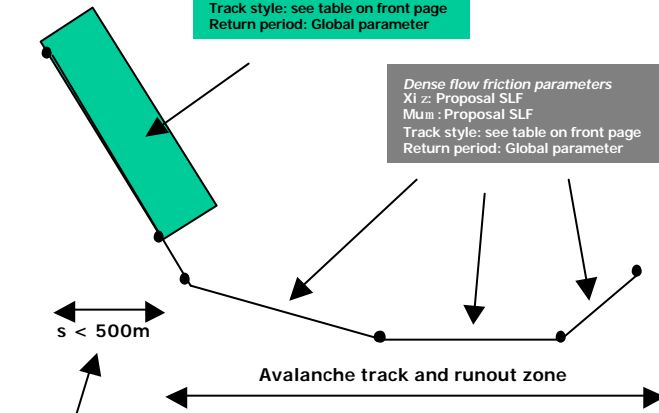 Track style: see table on front page
Return period: Global parameter
Dense flow friction parameters
Xi z: Proposal SLF
Mum: Proposal SLF
Track style: see table on front page
Return period: Global parameter
s < 500m
Avalanche track and runout zone